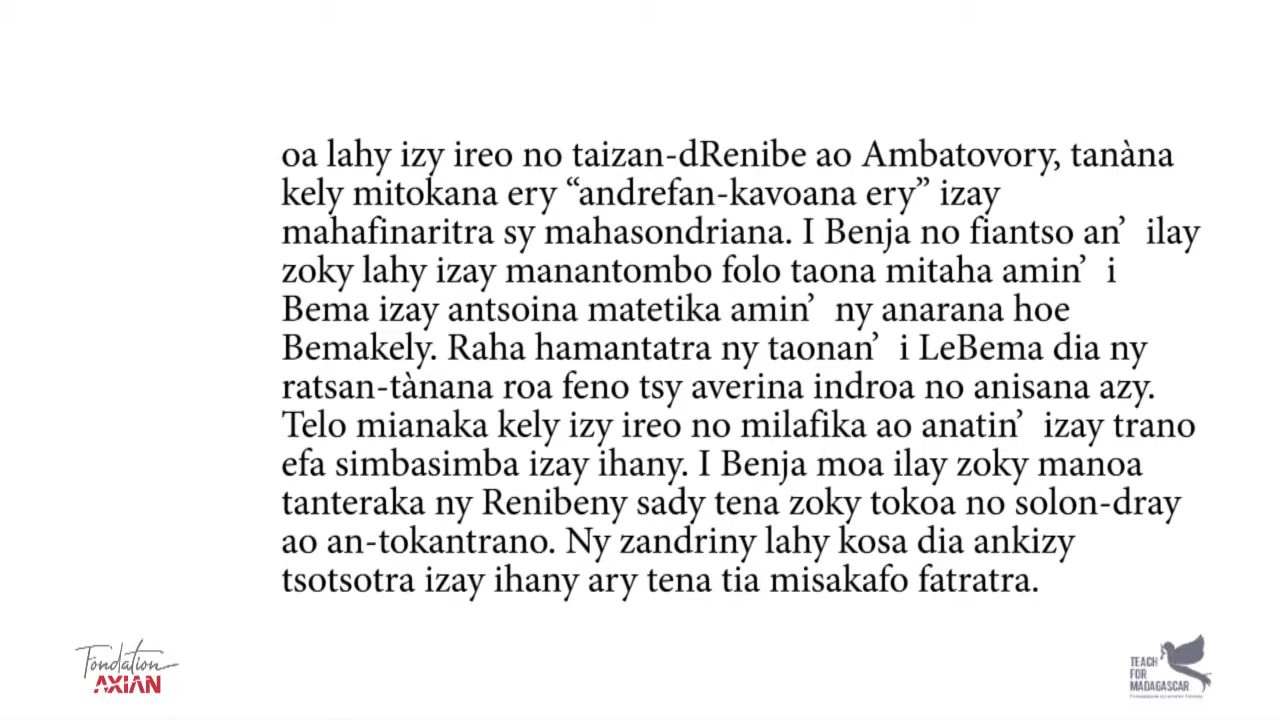 oa lahy izy ireo no taizan-dRenibe ao Ambatovory, tanàna
kely mitokana ery “andrefan-kavoana ery” izay
mahafinaritra sy mahasondriana. I Benja no fiantso an’ ilay
zoky lahy izay manantombo folo taona mitaha amin’ i
Bema izay antsoina matetika amin’ ny anarana hoe
Bemakely. Raha hamantatra ny taonan’ i LeBema dia ny
ratsan-tànana roa feno tsy averina indroa no anisana azy.
Telo mianaka kely izy ireo no milafika ao anatin’ izay trano
efa simbasimba izay ihany. I Benja moa ilay zoky manoa
tanteraka ny Renibeny sady tena zoky tokoa no solon-dray
ao an-tokantrano. Ny zandriny lahy kosa dia ankizy
tsotsotra izay ihany ary tena tia misakafo fatratra.
Fondation
AXIAN
TEACH
FOR
MADAGASCAR